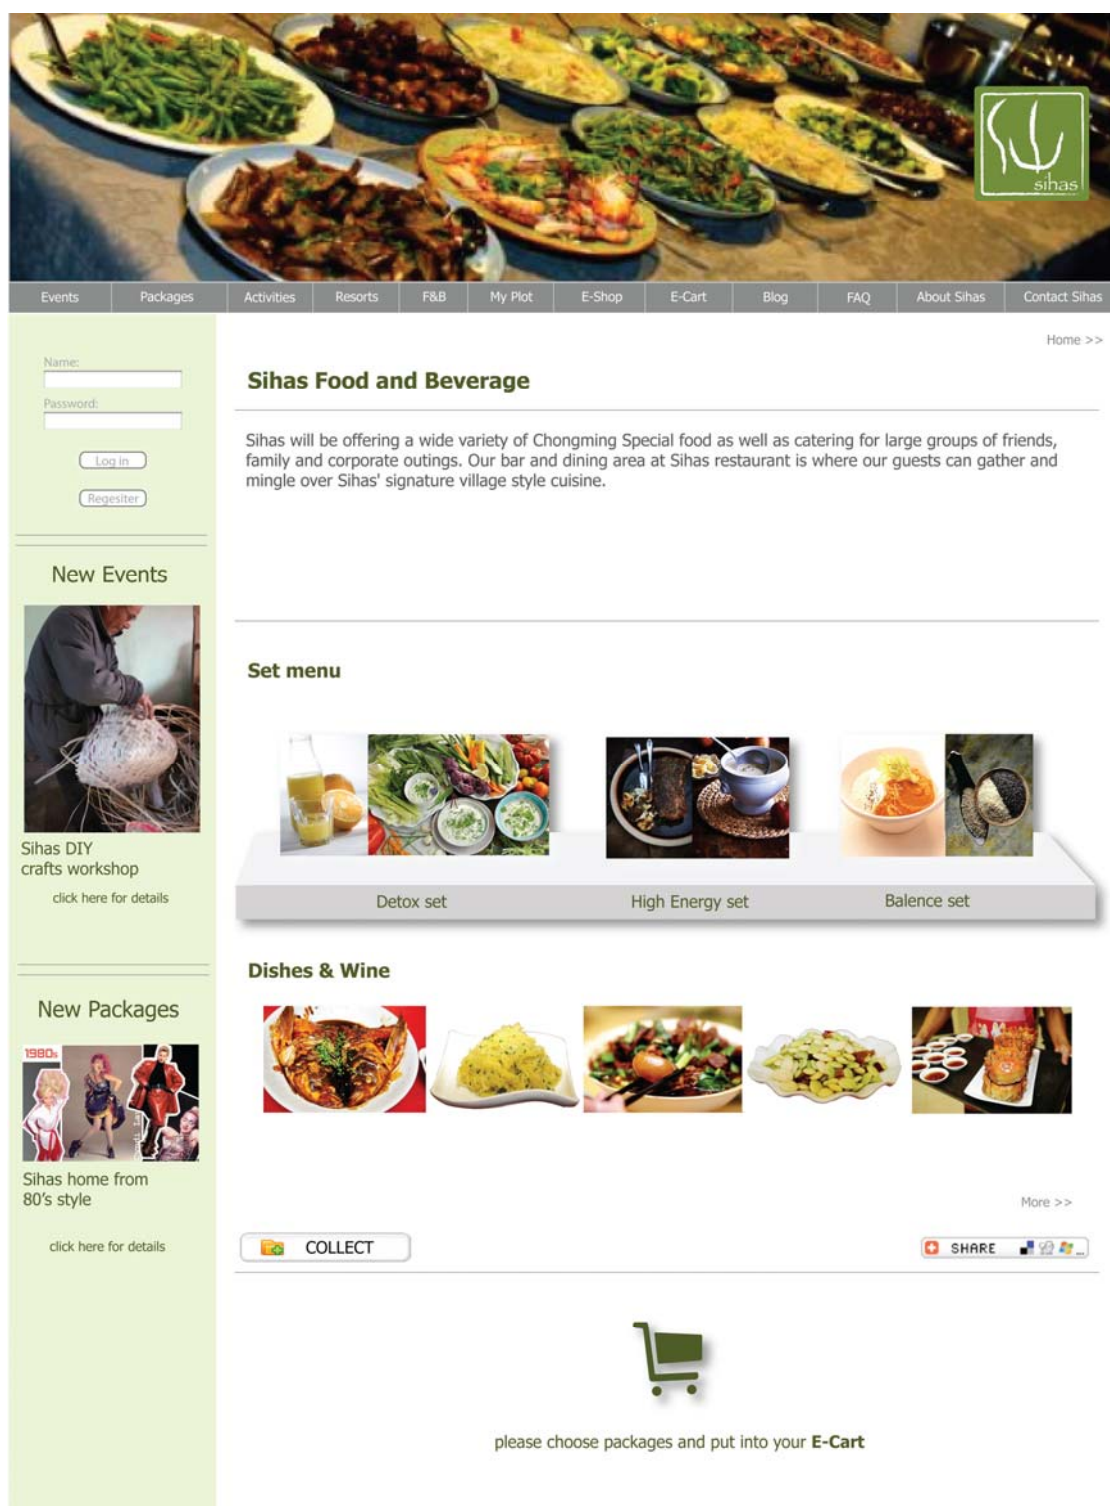 sihas
Events Packages Activities Resorts F&B My Plot E-Shop E-Cart Blog FAQ About Sihas Contact Sihas
Home >>
Name:
Password:
Log in
Regesiter
New Events
Sihas DIY
crafts workshop
click here for details
New Packages
1980s
Sihas home from
80's style
click here for details
Sihas Food and Beverage
Sihas will be offering a wide variety of Chongming Special food as well as catering for large groups of friends,
family and corporate outings. Our bar and dining area at Sihas restaurant is where our guests can gather and
mingle over Sihas' signature village style cuisine.
Set menu
Detox set High Energy set Balence set
Dishes & Wine
More >>
COLLECT
SHARE
please choose packages and put into your E-Cart